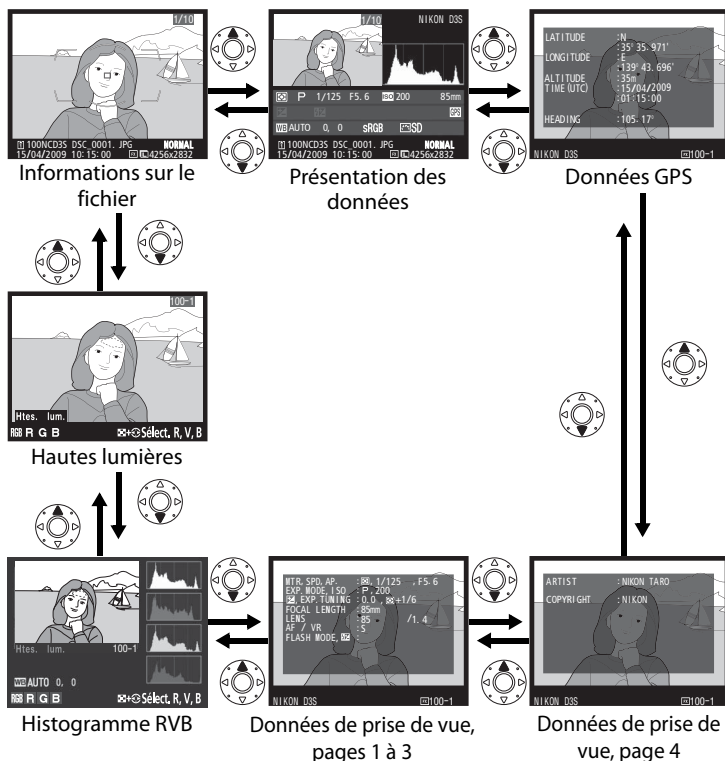 1/10
100NCD3S DSC_0001. JPG NORMAL
15/04/2009 10:15:00 4256x2832
Informations sur le
fichier
1/10 NIKON D3S
P 1/125 F5.6 ISO 200 85mm
GPS
WB AUTO 0, 0 sRGB SD
100NCD3S DSC_0001. JPG NORMAL
15/04/2009 10:15:00 4256x2832
Présentation des
données
LATITUDE :N
:35° 35. 971'
LONGITUDE :E
:139° 43. 696'
ALTITUDE :35m
TIME (UTC) :15/04/2009
:01:15:00
HEADING :105. 17°
NIKON D3S 100-1
Données GPS
100-1
Htes. lum.
RGB R G B Sélect. R, V, B
Hautes lumières
Htes. lum. 100-1
WB AUTO 0, 0
RGB R G B Sélect. R, V, B
Histogramme RVB
MTR, SPD, AP. : , 1/125 , F5. 6
EXP. MODE, ISO :P, 200
EXP. TUNING :0. 0, +1/6
FOCAL LENGTH :85mm
LENS :85 /1. 4
AF / VR :S
FLASH MODE, :
NIKON D3S 100-1
Données de prise de vue,
pages 1 à 3
ARTIST :NIKON TARO
COPYRIGHT :NIKON
NIKON D3S 100-1
Données de prise de
vue, page 4